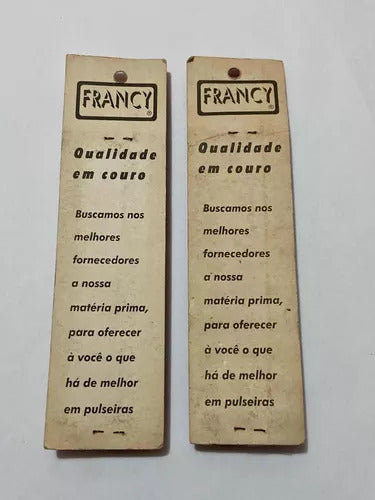 FRANCY®
Qualidade
em couro
Buscamos nos
melhores
fornecedores
a nossa
matéria prima,
para oferecer
à você o que
há de melhor
em pulseiras
FRANCY®
Qualidade
em couro
Buscamos nos
melhores
fornecedores
a nossa
matéria prima,
para oferecer
à você o que
há de melhor
em pulseiras